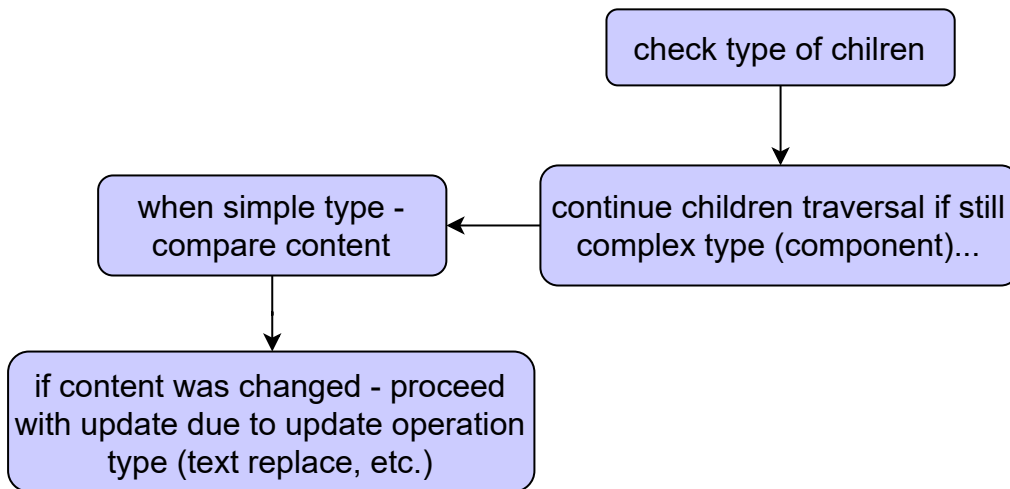 check type of chilren
continue children traversal if still
complex type (component)...
when simple type -
compare content
if content was changed - proceed
with update due to update operation
type (text replace, etc.)